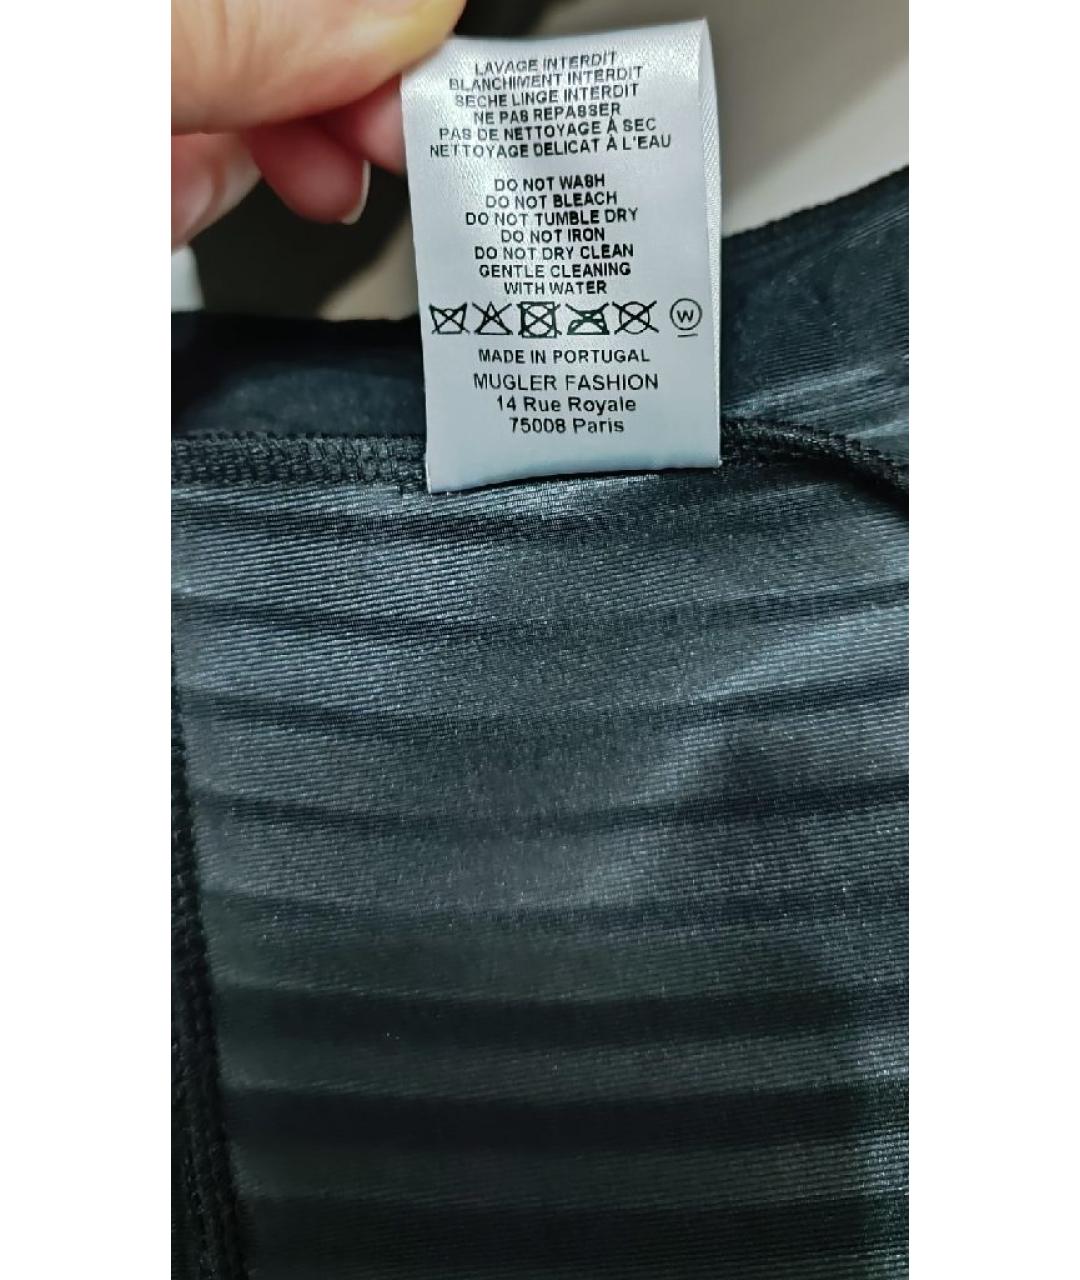 LAVAGE INTERDIT
BLANCHIMENT INTERDIT
SECHE LINGE INTERDIT
NE PAS REPASSER
PAS DE NETTOYAGE À SEC
NETTOYAGE DELICAT À L'EAU
DO NOT WASH
DO NOT BLEACH
DO NOT TUMBLE DRY
DO NOT IRON
DO NOT DRY CLEAN
GENTLE CLEANING
WITH WATER
W
MADE IN PORTUGAL
MUGLER FASHION
14 Rue Royale
75008 Paris